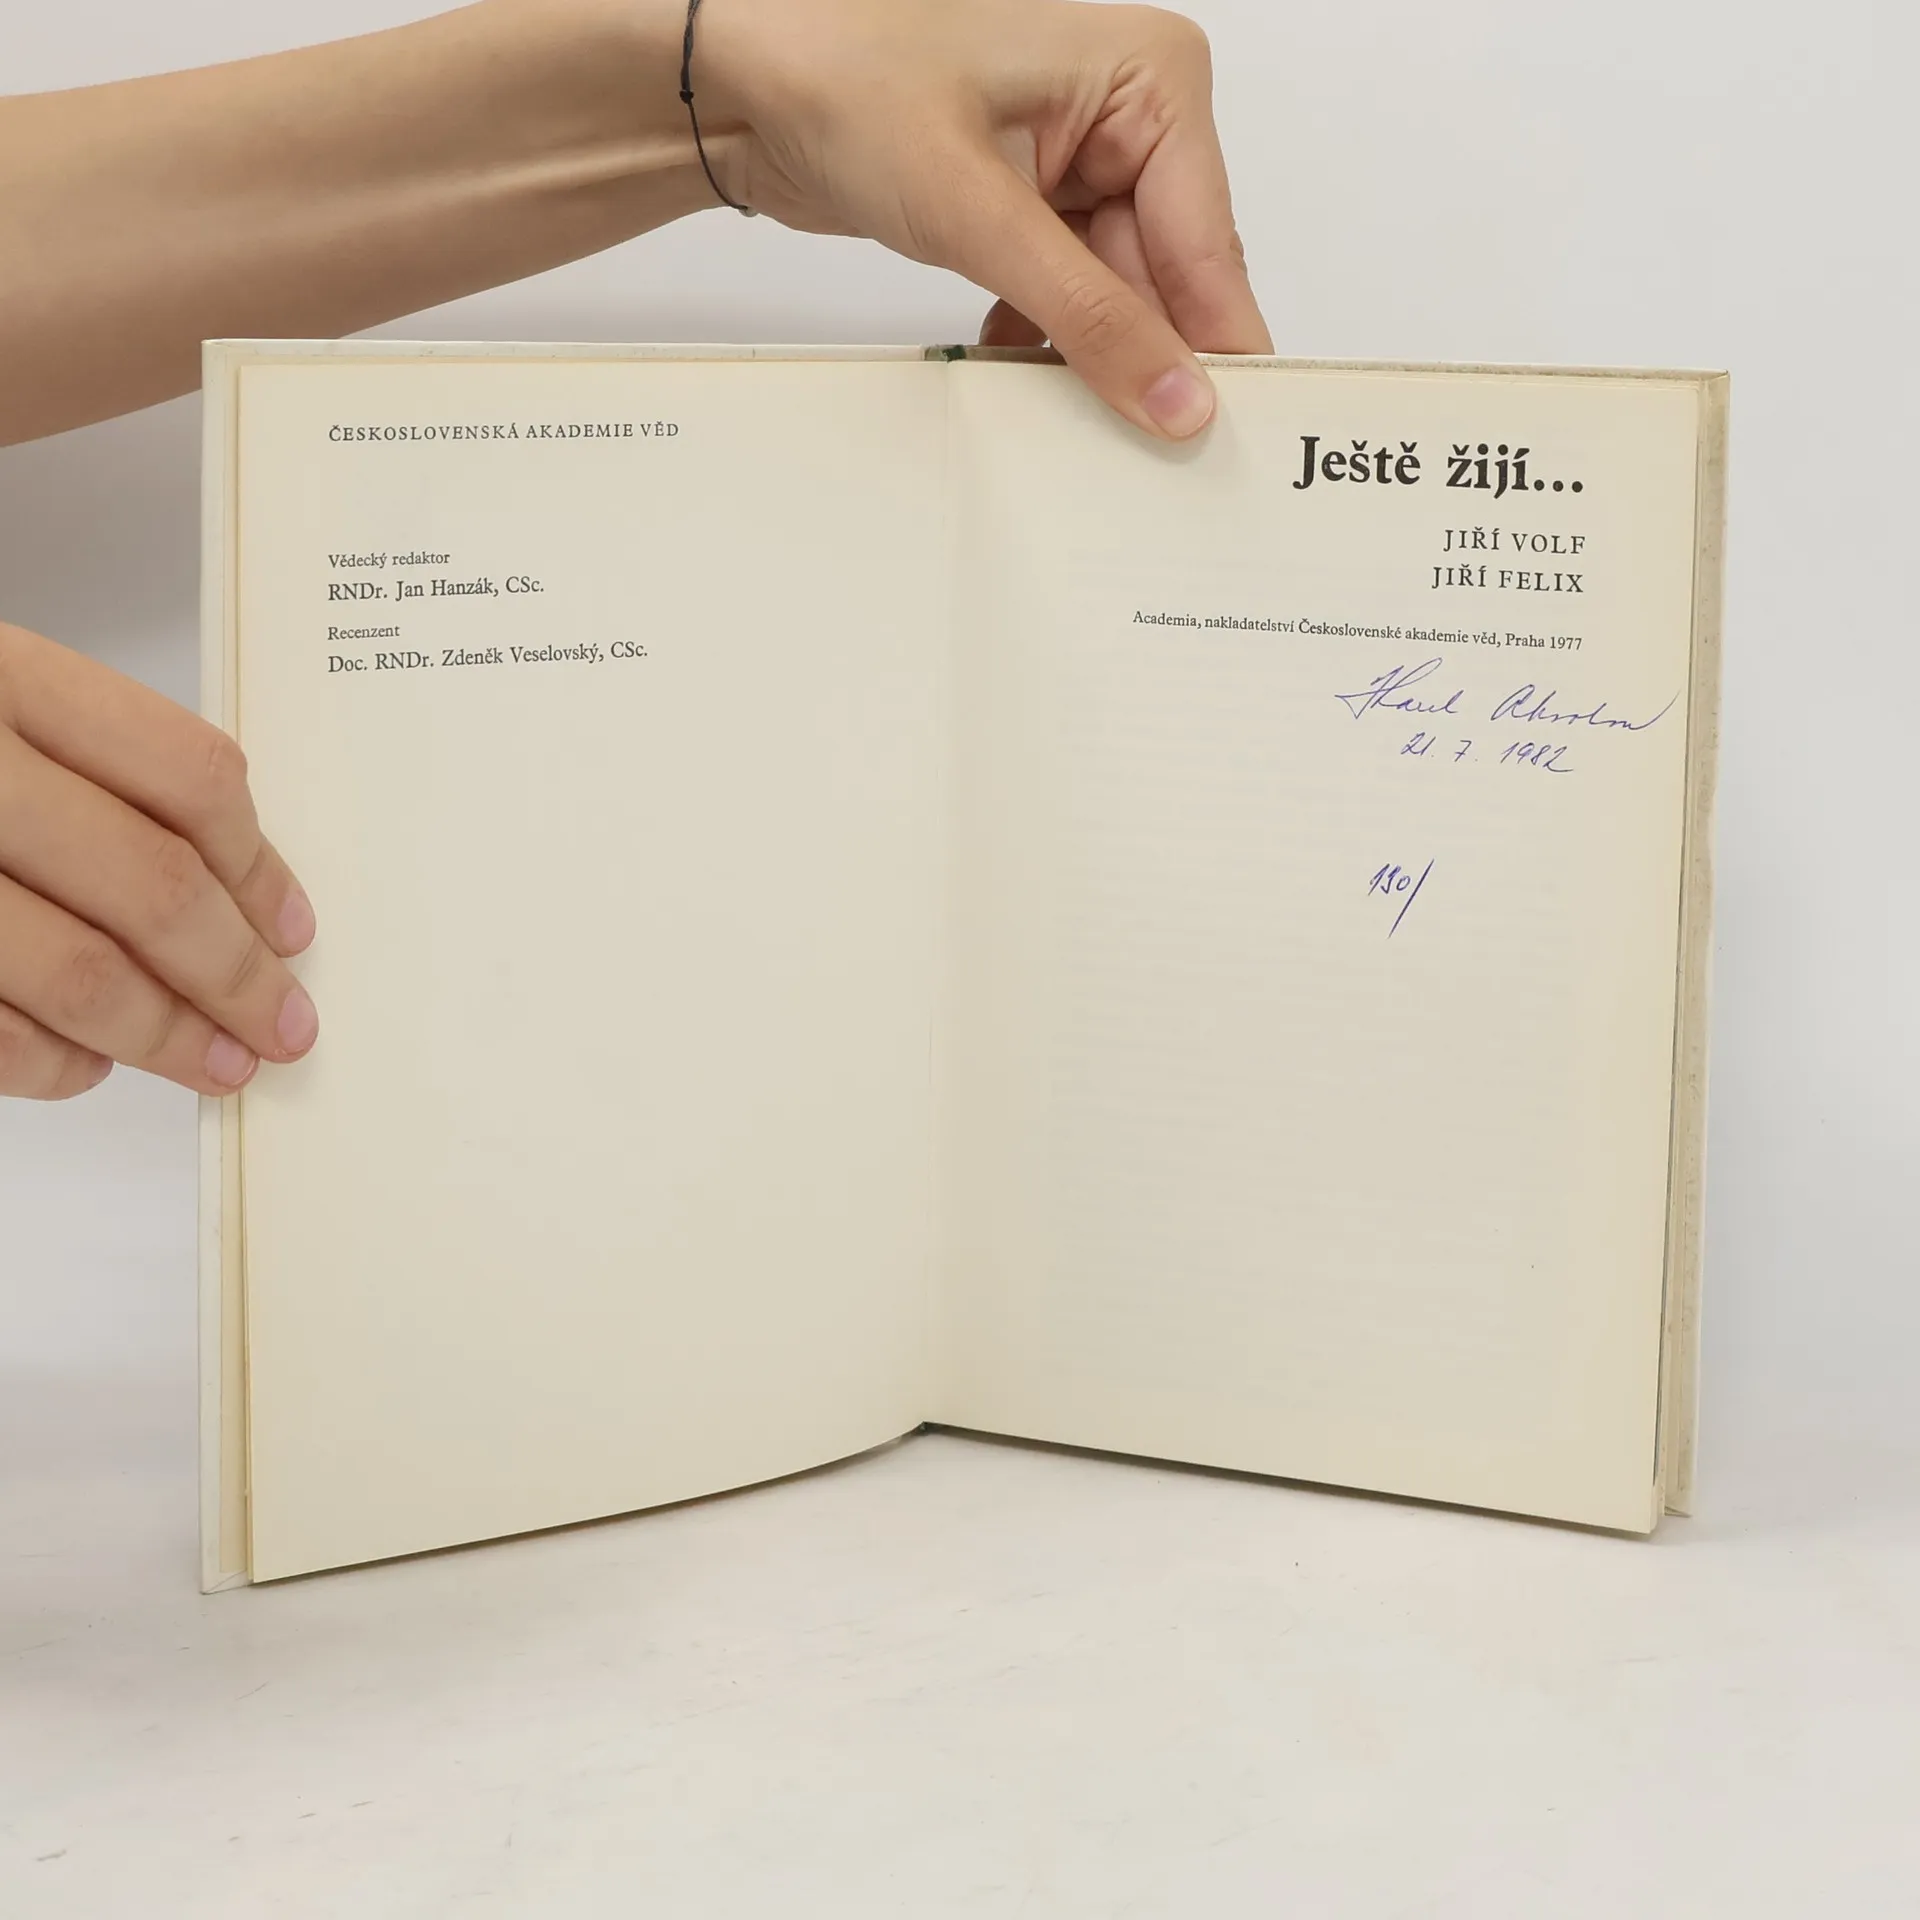 ČESKOSLOVENSKÁ AKADEMIE VĚD
Vědecký redaktor
RNDr. Jan Hanzák, CSc.
Recenzent
Doc. RNDr. Zdeněk Veselovský, CSc.
Ještě žijí...
JIŘÍ VOLF
JIŘÍ FELIX
Academia, nakladatelství Československé akademie věd, Praha 1977
Karel
21. 7. 1982